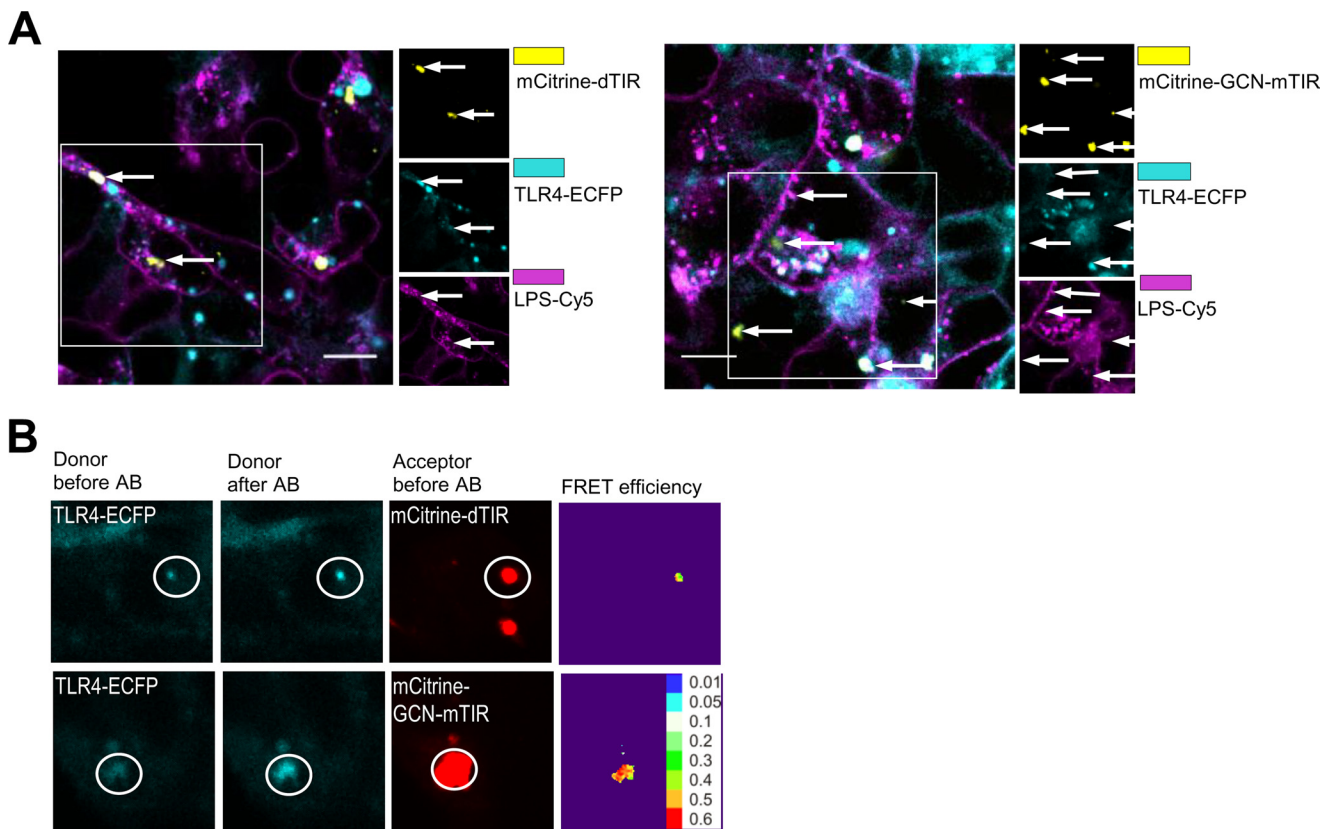 A
mCitrine-dTIR
TLR4-ECFP
LPS-Cy5
mCitrine-GCN-mTIR
TLR4-ECFP
LPS-Cy5
B
Donor
before AB
Donor
after AB
Acceptor
before AB
FRET efficiency
TLR4-ECFP
mCitrine-dTIR
TLR4-ECFP
mCitrine-
GCN-mTIR
0.01
0.05
0.1
0.2
0.3
0.4
0.5
0.6